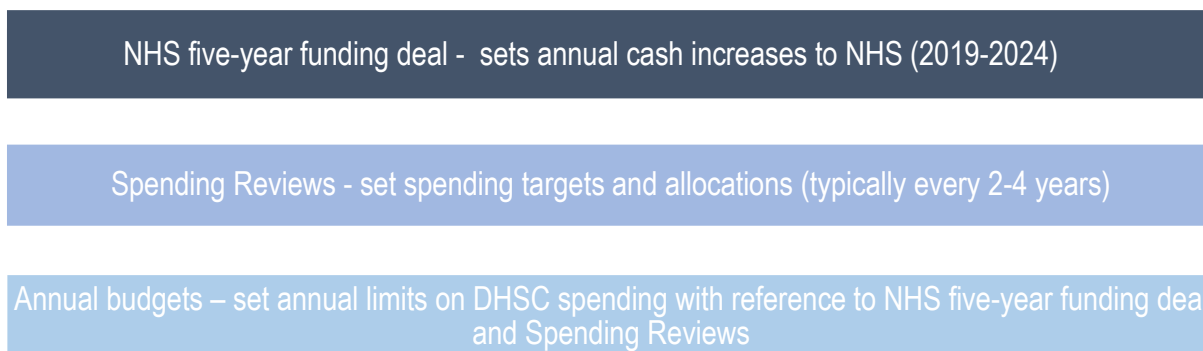 NHS five-year funding deal - sets annual cash increases to NHS (2019-2024)
Spending Reviews - set spending targets and allocations (typically every 2-4 years)
Annual budgets – set annual limits on DHSC spending with reference to NHS five-year funding dea
and Spending Reviews